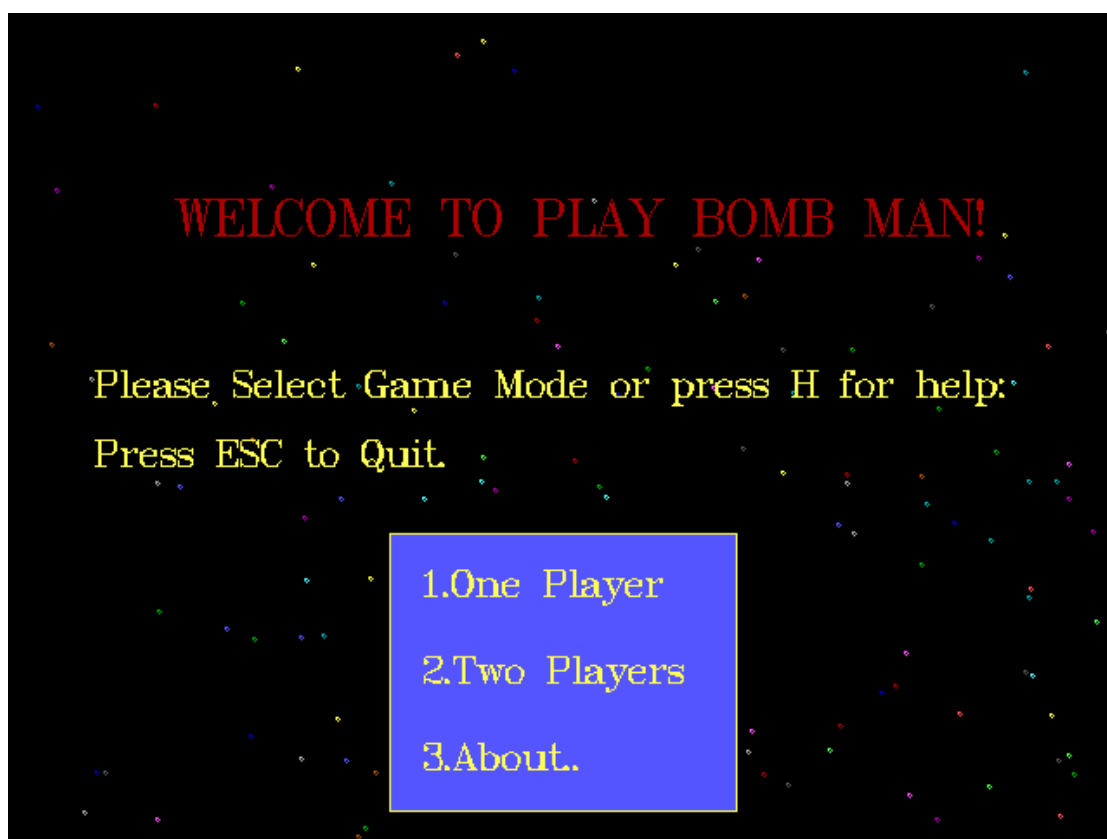 WELCOME TO PLAY BOMB MAN!
Please Select Game Mode or press H for help:
Press ESC to Quit.
1.One Player
2.Two Players
3.About..